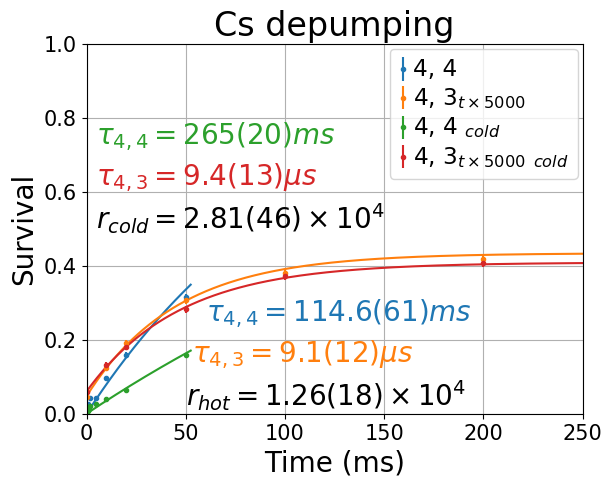 Cs depumping
1.0
0.8
0.6
0.4
0.2
0.0
Survival
4, 4
4, 3 t×5000
4, 4 cold
4, 3 t×5000 cold
τ4,4 = 265(20)ms
τ4,3 = 9.4(13)μs
rcold = 2.81(46) × 10^4
τ4,4 = 114.6(61)ms
τ4,3 = 9.1(12)μs
rhot = 1.26(18) × 10^4
0 50 100 150 200 250
Time (ms)